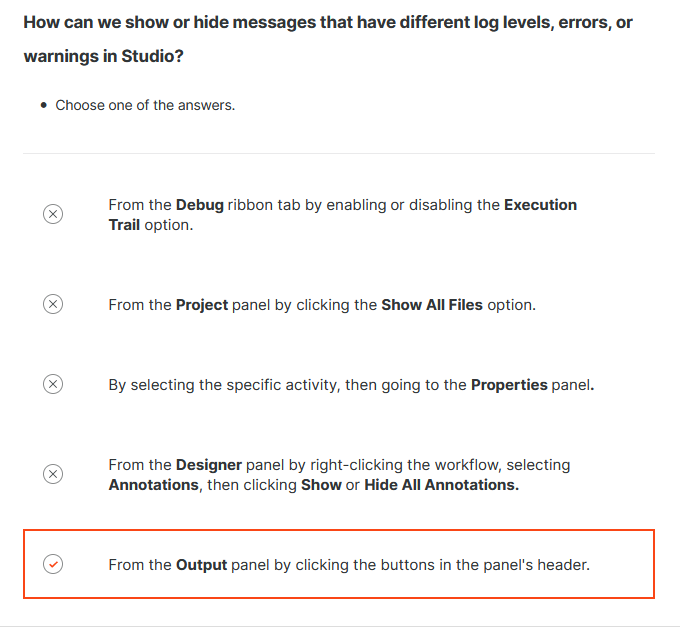 How can we show or hide messages that have different log levels, errors, or
warnings in Studio?
• Choose one of the answers.
From the Debug ribbon tab by enabling or disabling the Execution
Trail option.
From the Project panel by clicking the Show All Files option.
By selecting the specific activity, then going to the Properties panel.
From the Designer panel by right-clicking the workflow, selecting
Annotations, then clicking Show or Hide All Annotations.
From the Output panel by clicking the buttons in the panel's header.